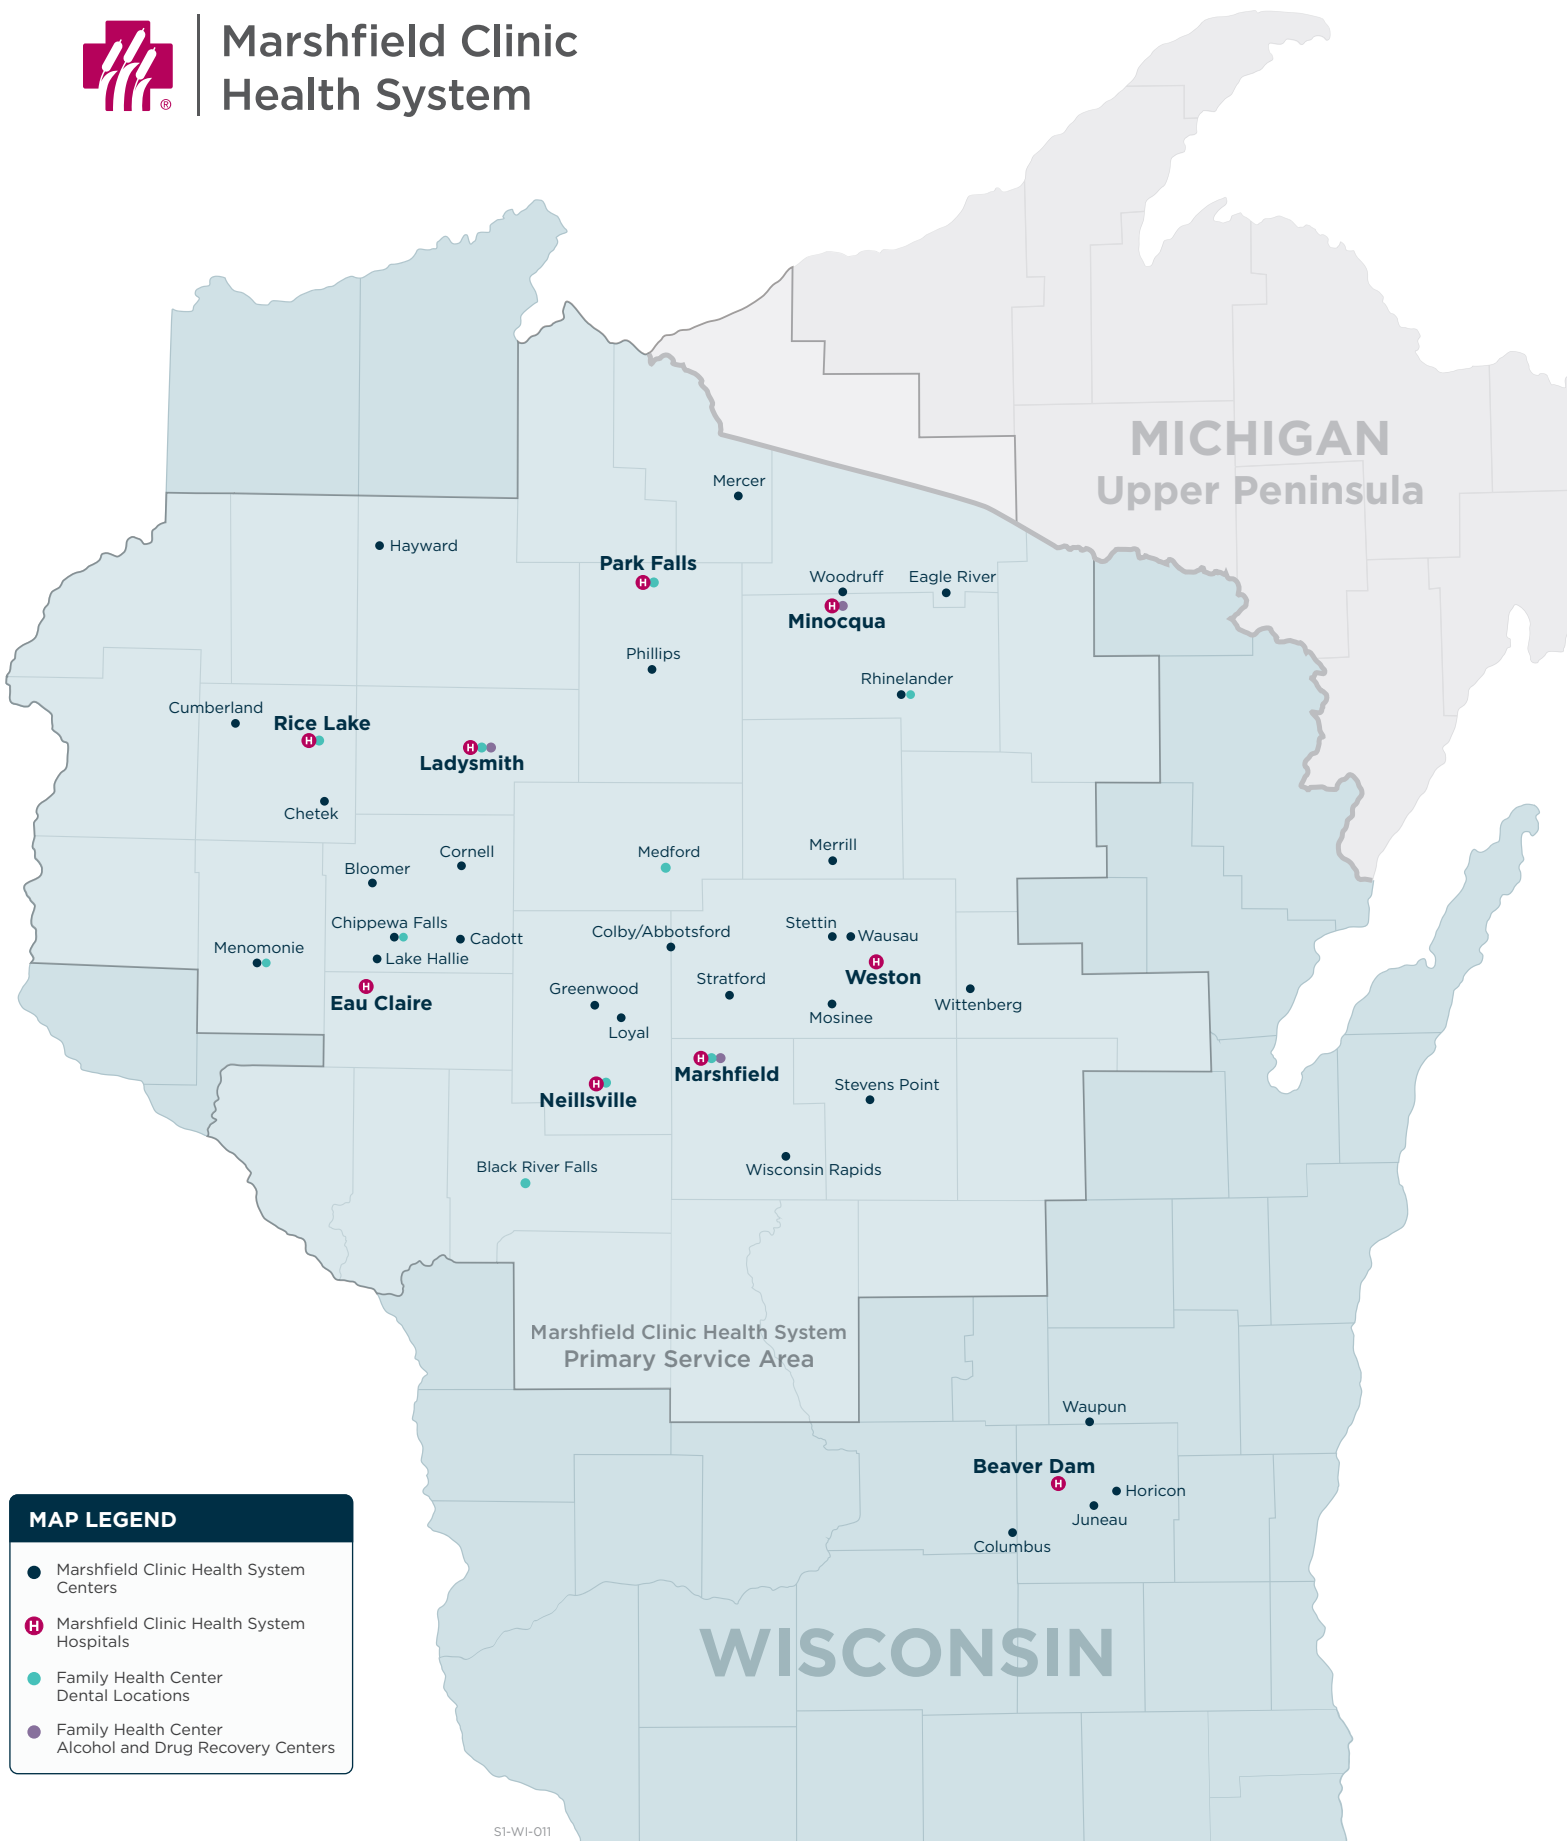 Marshfield Clinic
Health System
®
MICHIGAN
Upper Peninsula
Mercer
Hayward
Park Falls
H
Woodruff
Eagle River
H
Minocqua
Phillips
Rhinelander
Cumberland
Rice Lake
H
H
Ladysmith
Chetek
Cornell
Medford
Merrill
Bloomer
Chippewa Falls
Cadott
Colby/Abbotsford
Stettin
Wausau
Menomonie
Lake Hallie
H
Weston
H
Eau Claire
Greenwood
Stratford
Wittenberg
Mosinee
Loyal
H
Marshfield
H
Neillsville
Stevens Point
Black River Falls
Wisconsin Rapids
Marshfield Clinic Health System
Primary Service Area
Waupun
Beaver Dam
H
Horicon
Juneau
Columbus
WISCONSIN
MAP LEGEND
Marshfield Clinic Health System
Centers
H
Marshfield Clinic Health System
Hospitals
Family Health Center
Dental Locations
Family Health Center
Alcohol and Drug Recovery Centers
S1-WI-011